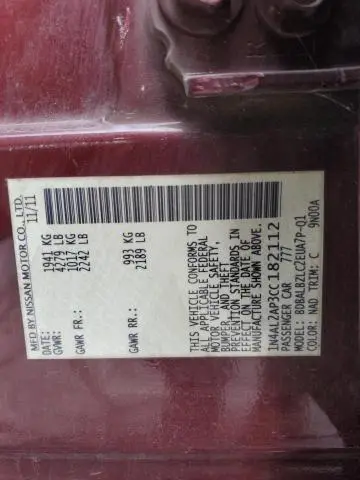 MFD BY NISSAN MOTOR CO., LTD.
11/11
1941 KG
GVWR: 4279 LB
1017 KG
GAWR FR: 2242 LB
993 KG
GAWR RR: 2189 LB
THIS VEHICLE CONFORMS TO
ALL APPLICABLE FEDERAL
MOTOR VEHICLE SAFETY,
BUMPER, AND THEFT
PREVENTION STANDARDS IN
EFFECT ON THE DATE OF
MANUFACTURE SHOWN ABOVE.
1N4AL2AP3CC182112
PASSENGER CAR 777
MODEL: BDBALBZLC2EUA7P-01
COLOR: NAD TRIM: C 9N00A